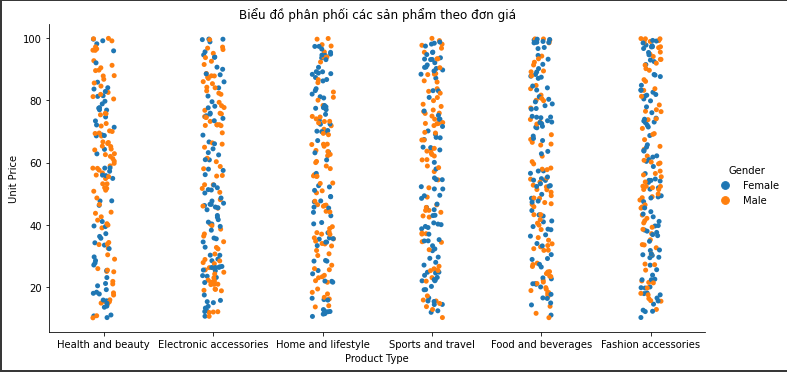 Biểu đồ phân phối các sản phẩm theo đơn giá
100
80
60
40
20
Unit Price
Health and beauty
Electronic accessories
Home and lifestyle
Sports and travel
Food and beverages
Fashion accessories
Product Type
Gender
Female
Male